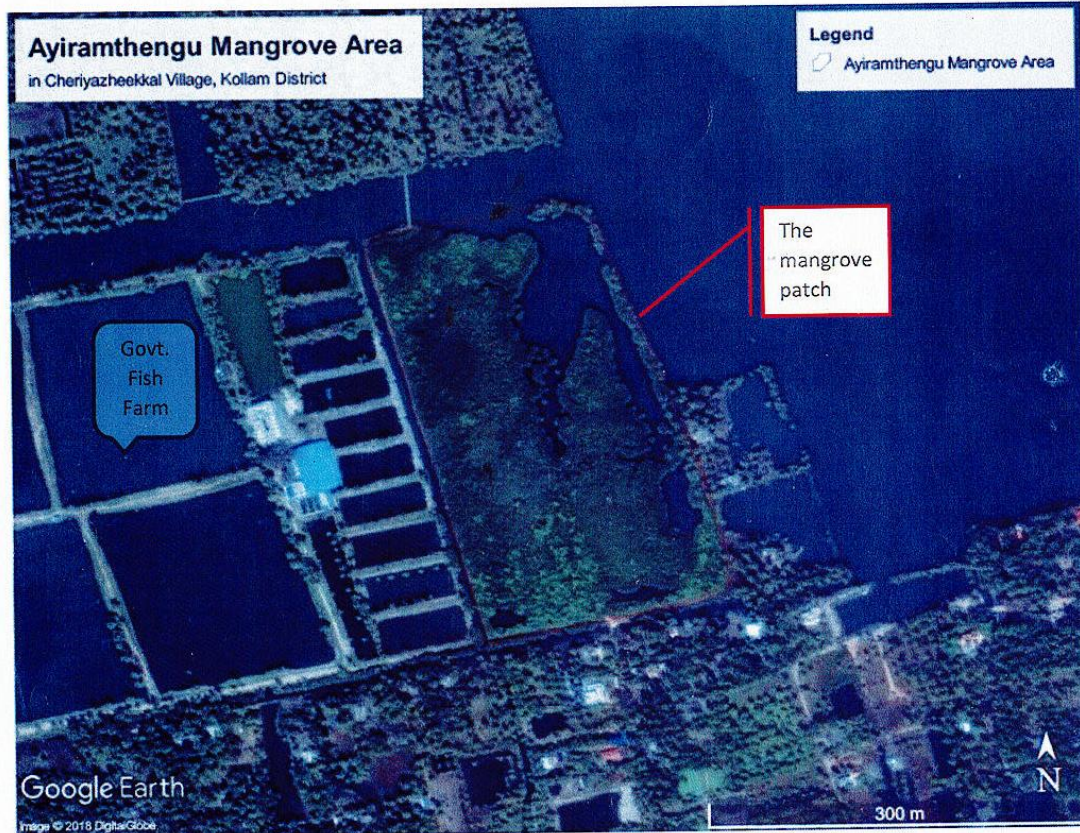 Ayiramthengu Mangrove Area
in Cheriyazheekkal Village, Kollam District
Legend
Ayiramthengu Mangrove Area
The
mangrove
patch
Govt.
Fish
Farm
Google Earth
Image © 2018 DigitalGlobe
N
300 m